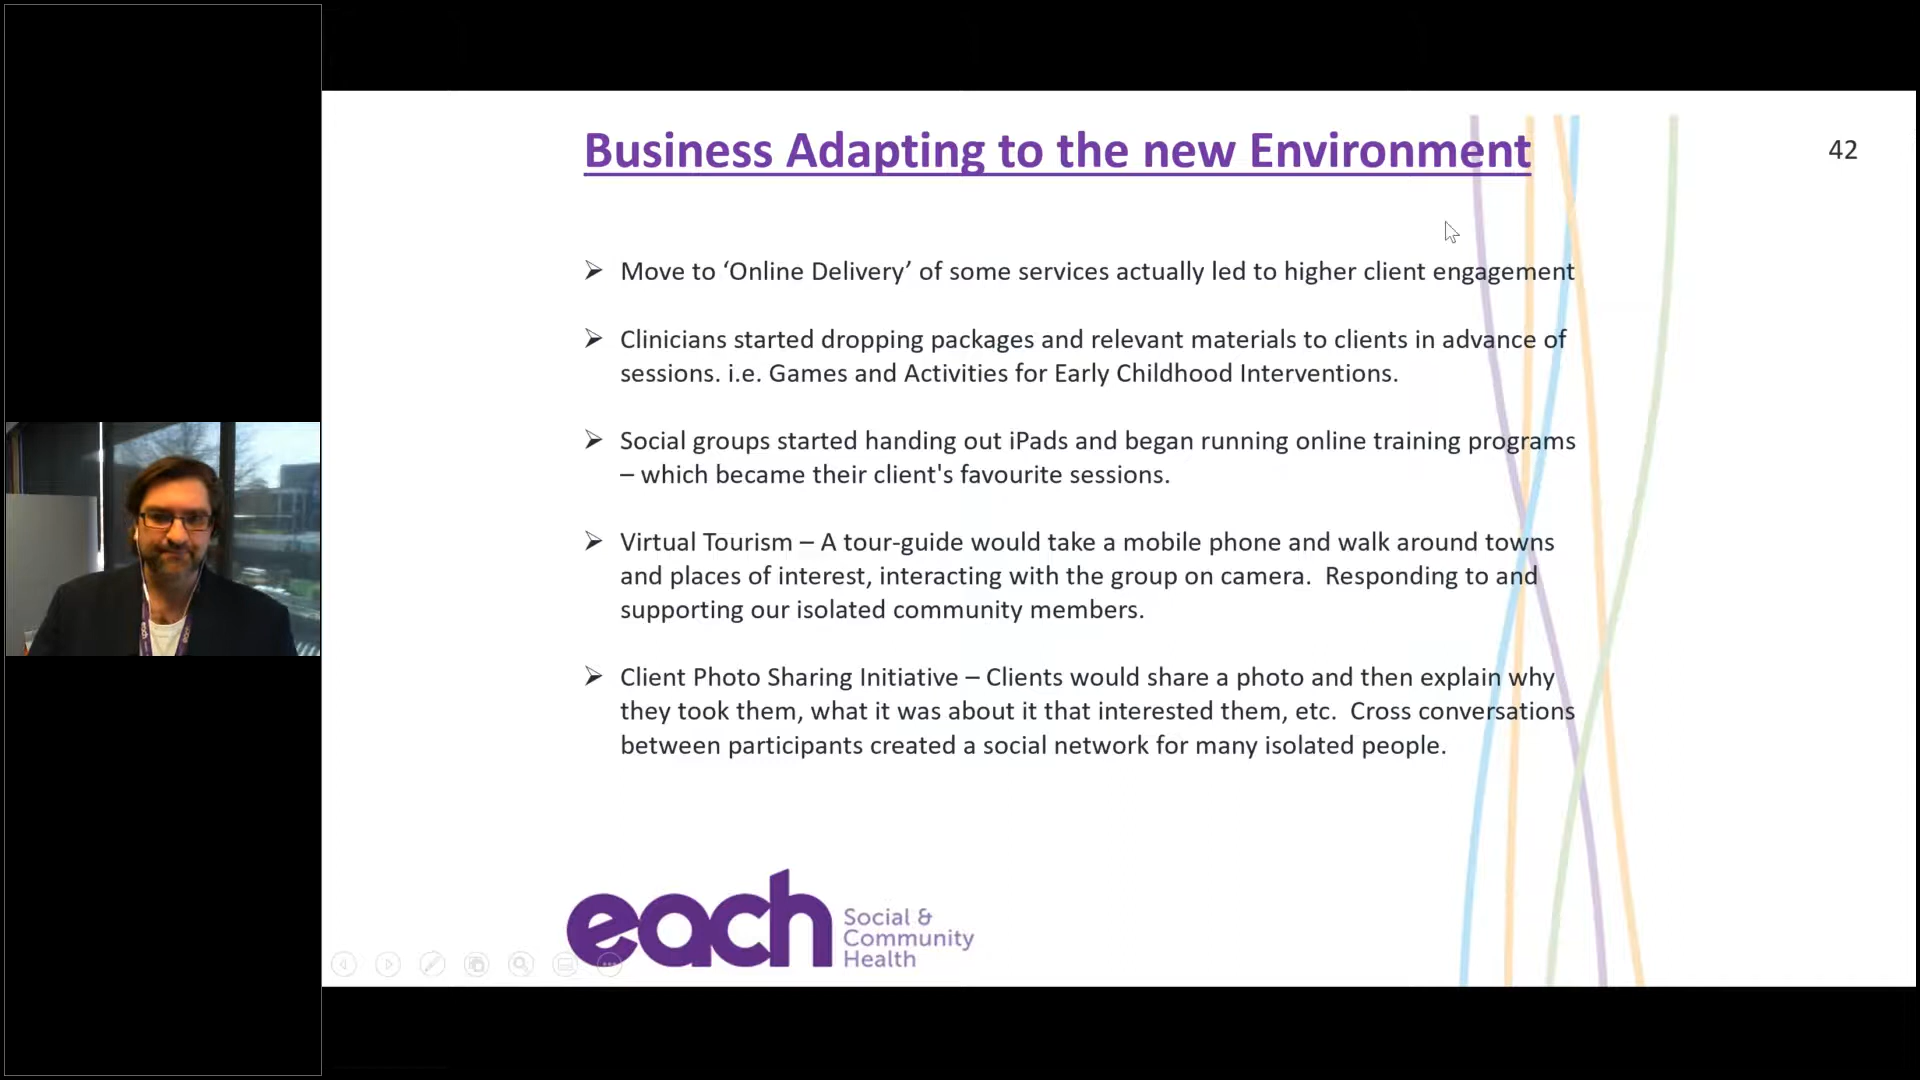 Business Adapting to the new Environment
42
➢ Move to ‘Online Delivery’ of some services actually led to higher client engagement
➢ Clinicians started dropping packages and relevant materials to clients in advance of
sessions. i.e. Games and Activities for Early Childhood Interventions.
➢ Social groups started handing out iPads and began running online training programs
– which became their client's favourite sessions.
➢ Virtual Tourism – A tour-guide would take a mobile phone and walk around towns
and places of interest, interacting with the group on camera.  Responding to and
supporting our isolated community members.
➢ Client Photo Sharing Initiative – Clients would share a photo and then explain why
they took them, what it was about it that interested them, etc.  Cross conversations
between participants created a social network for many isolated people.
each
Social &
Community
Health